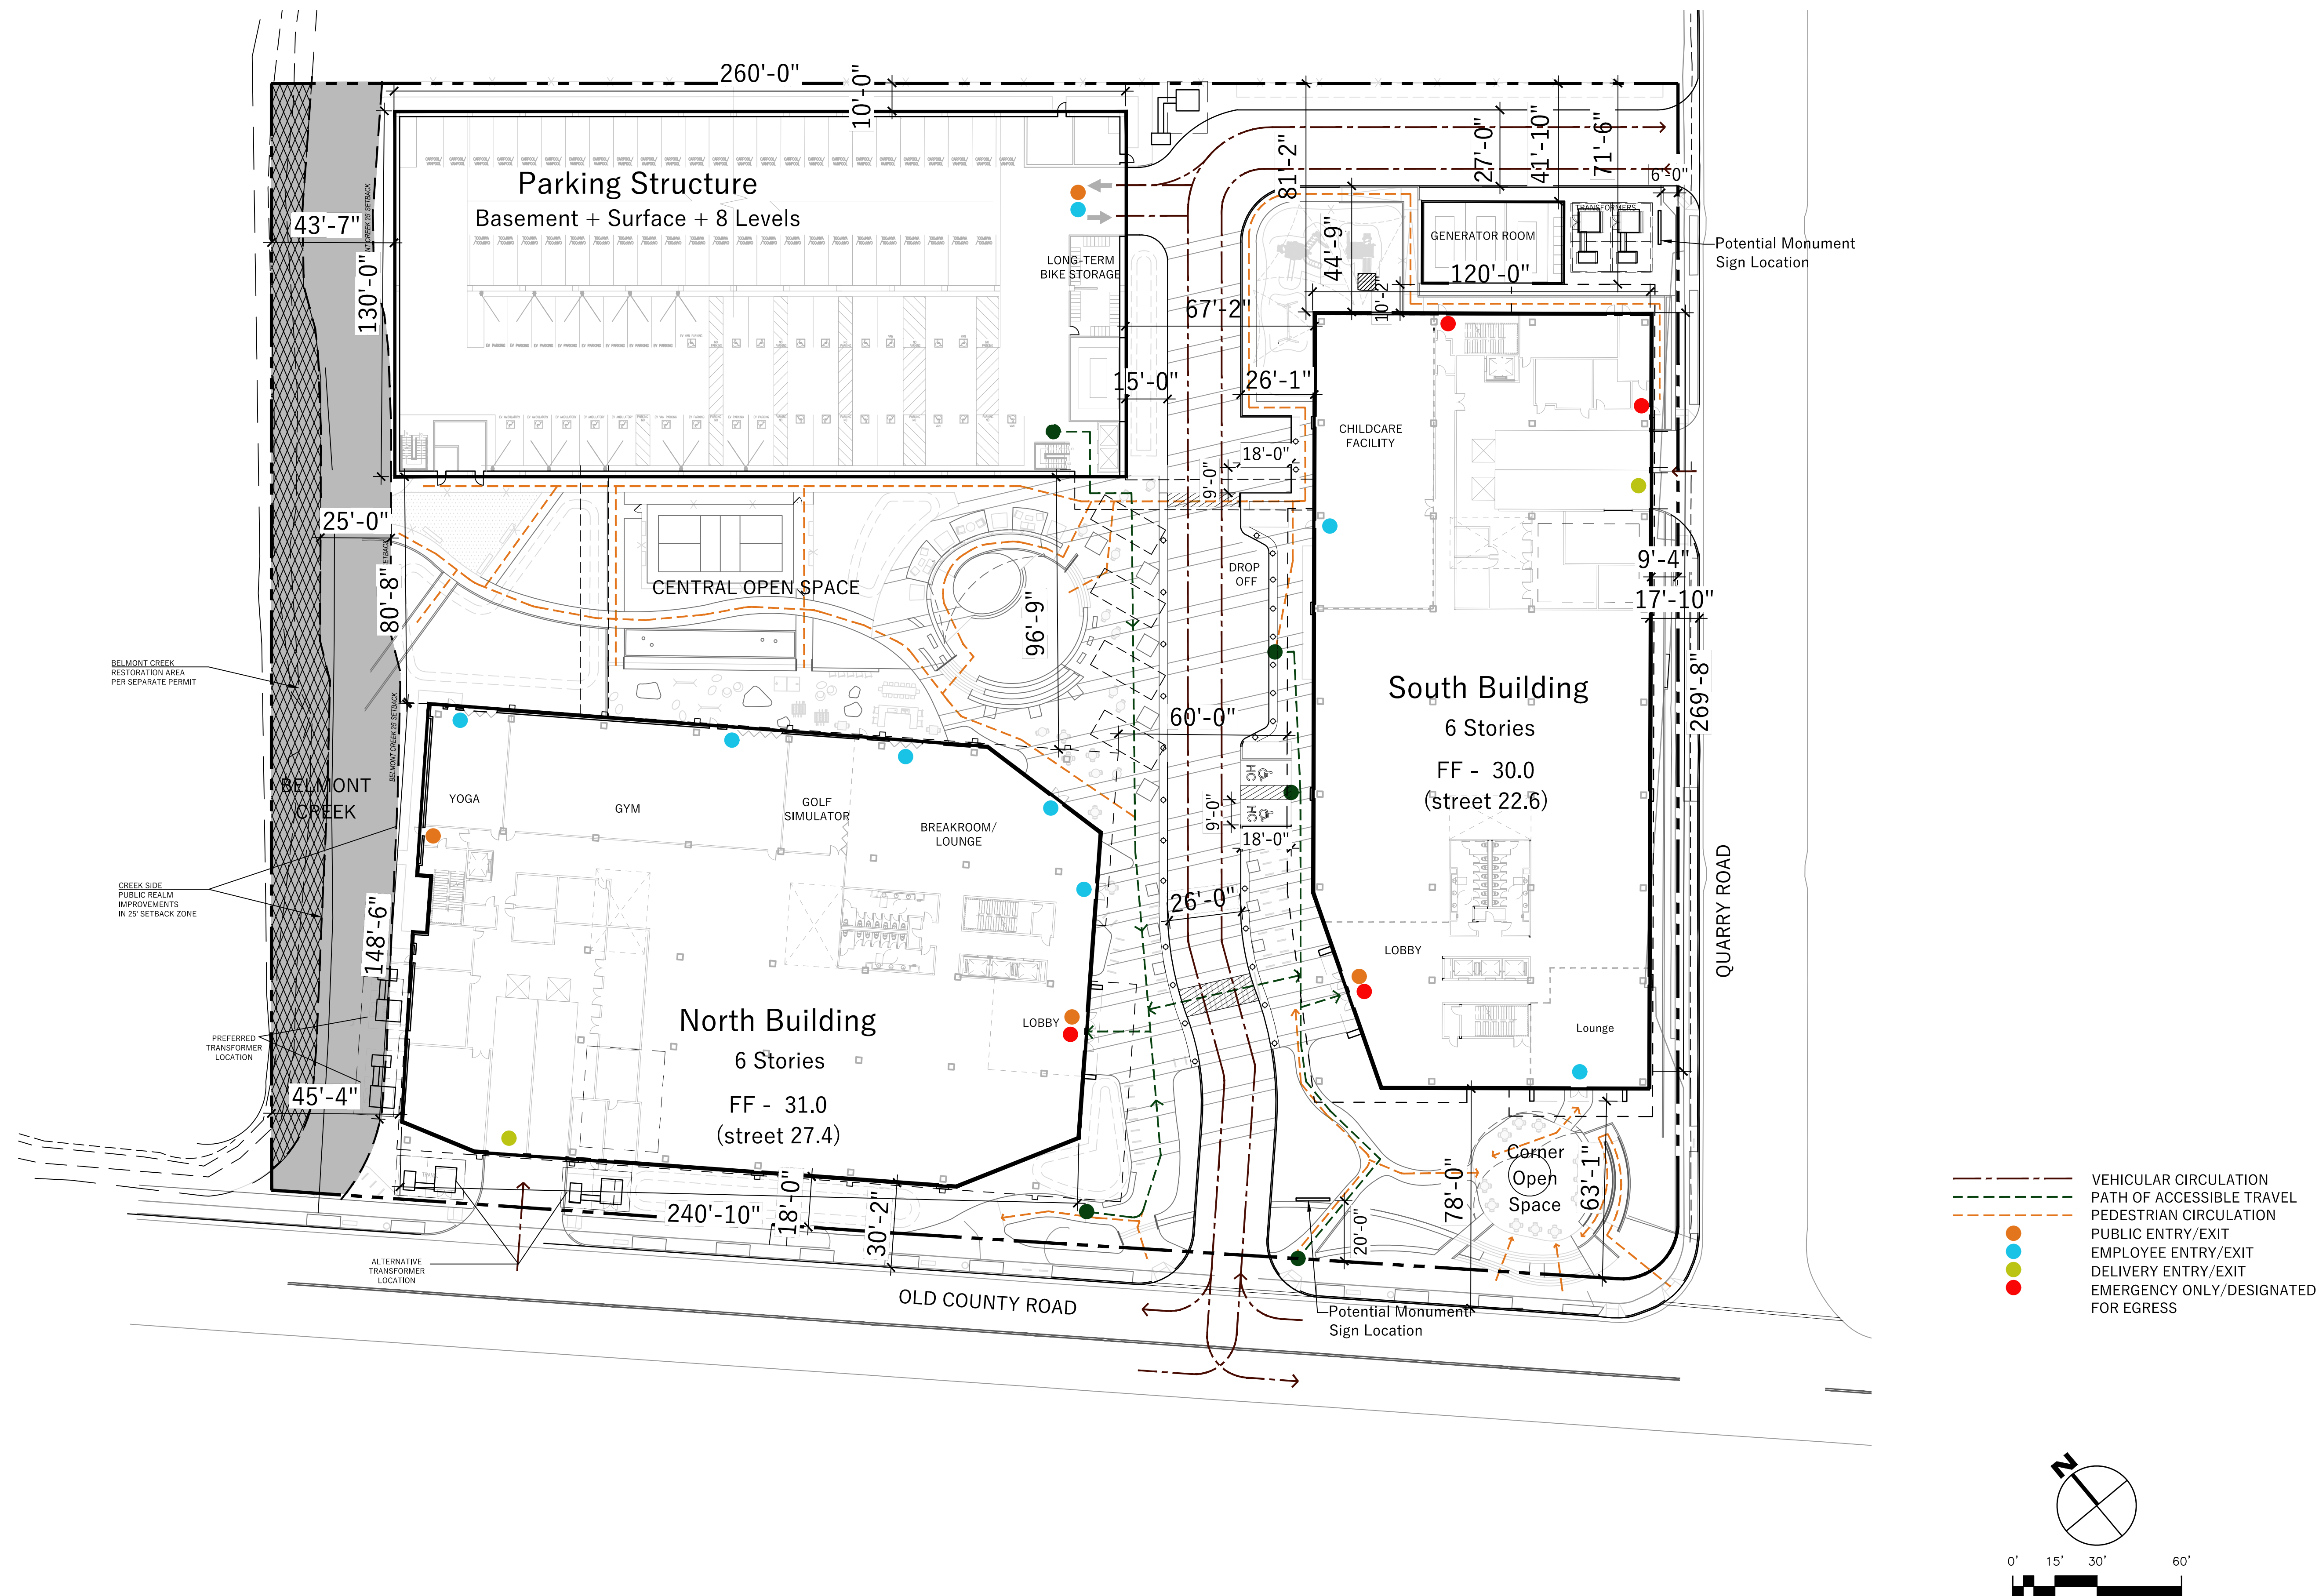 260'-0"
10'-0"
Parking Structure
Basement + Surface + 8 Levels
43'-7"
130'-0"
LONG-TERM
BIKE STORAGE
81'-2"
27'-0"
41'-10"
71'-6"
6'-0"
TRANSFORMERS
GENERATOR ROOM
Potential Monument
Sign Location
44'-9"
120'-0"
10'-2"
67'-2"
15'-0"
26'-1"
CHILDCARE
FACILITY
18'-0"
9'-0"
25'-0"
80'-8"
CENTRAL OPEN SPACE
96'-9"
DROP
OFF
9'-4"
17'-10"
269'-8"
BELMONT CREEK
RESTORATION AREA
PER SEPARATE PERMIT
BELMONT CREEK 25' SETBACK
60'-0"
South Building
6 Stories
FF - 30.0
(street 22.6)
HC
HC
9'-0"
18'-0"
BELMONT
CREEK
YOGA
GYM
GOLF
SIMULATOR
BREAKROOM/
LOUNGE
QUARRY ROAD
CREEK SIDE
PUBLIC REALM
IMPROVEMENTS
IN 25' SETBACK ZONE
148'-6"
26'-0"
LOBBY
North Building
6 Stories
FF - 31.0
(street 27.4)
LOBBY
Lounge
PREFERRED
TRANSFORMER
LOCATION
45'-4"
Corner
Open
Space
78'-0"
63'-1"
240'-10"
18'-0"
30'-2"
20'-0"
ALTERNATIVE
TRANSFORMER
LOCATION
OLD COUNTY ROAD
Potential Monument
Sign Location
VEHICULAR CIRCULATION
PATH OF ACCESSIBLE TRAVEL
PEDESTRIAN CIRCULATION
PUBLIC ENTRY/EXIT
EMPLOYEE ENTRY/EXIT
DELIVERY ENTRY/EXIT
EMERGENCY ONLY/DESIGNATED
FOR EGRESS
N
0' 15' 30' 60'